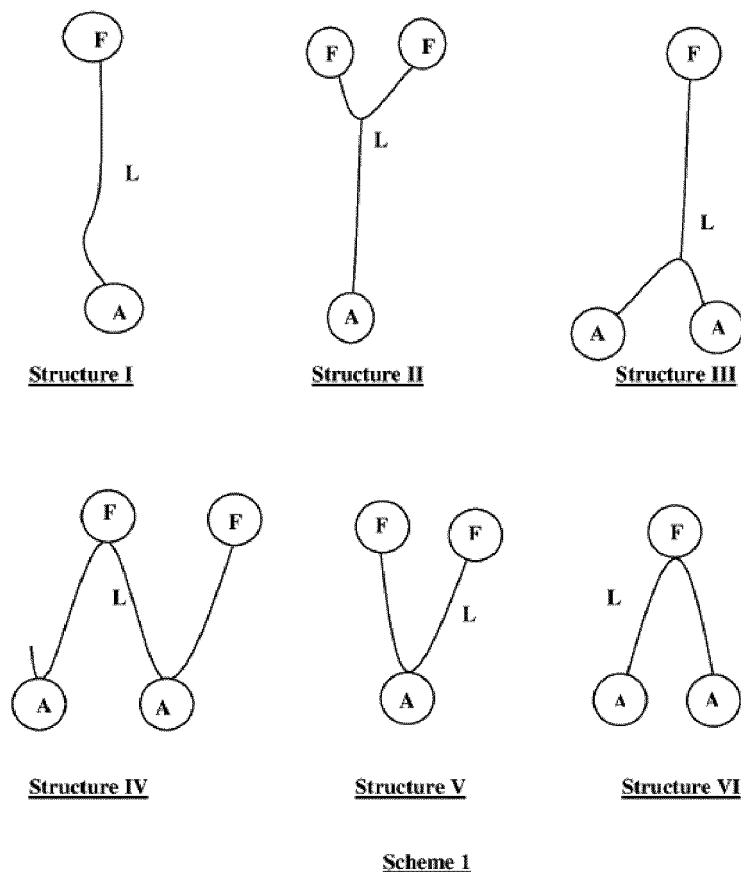 F F F F
L L L
A A A A
Structure I Structure II Structure III
F F F F F
L L L
A A A A A
Structure IV Structure V Structure VI
Scheme 1